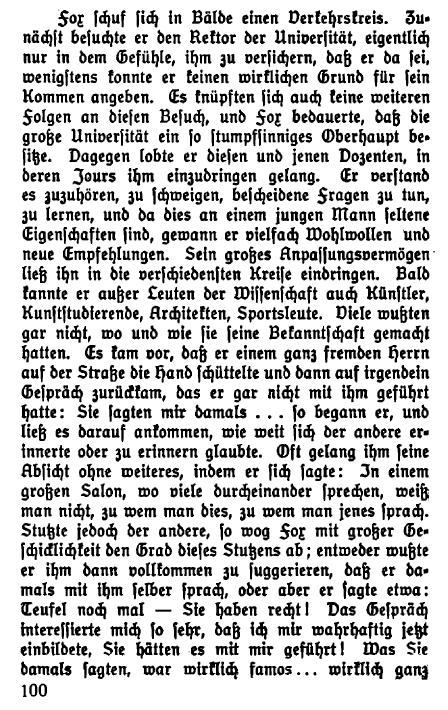 Fox schuf sich in Bälde einen Verkehrskreis. Zu-
nächst besuchte er den Rektor der Universität, eigentlich
nur in dem Gefühle, ihm zu versichern, daß er da sei,
wenigstens konnte er keinen wirklichen Grund für sein
Kommen angeben. Es knüpften sich auch keine weiteren
Folgen an diesen Besuch, und Fox bedauerte, daß die
große Universität ein so stumpfsinniges Oberhaupt be-
sitze. Dagegen lobte er diesen und jenen Dozenten, in
deren Jours ihm einzudringen gelang. Er verstand
es zuzuhören, zu schweigen, bescheidene Fragen zu tun,
zu lernen, und da dies an einem jungen Mann seltene
Eigenschaften sind, gewann er vielfach Wohlwollen und
neue Empfehlungen. Sein großes Anpassungsvermögen
ließ ihn in die verschiedensten Kreise eindringen. Bald
kannte er außer Leuten der Wissenschaft auch Künstler,
Kunststudierende, Architekten, Sportsleute. Viele wußten
gar nicht, wo und wie sie seine Bekanntschaft gemacht
hatten. Es kam vor, daß er einem ganz fremden Herrn
auf der Straße die Hand schüttelte und dann auf irgendein
Gespräch zurückkam, das er gar nicht mit ihm geführt
hatte: Sie sagten mir damals ... so begann er, und
ließ es darauf ankommen, wie weit sich der andere er-
innerte oder zu erinnern glaubte. Oft gelang ihm seine
Absicht ohne weiteres, indem er sich sagte: In einem
großen Salon, wo viele durcheinander sprechen, weiß
man nicht, zu wem man dies, zu wem man jenes sprach.
Stutzte jedoch der andere, so wog Fox mit großer Ge-
schicklichkeit den Grad dieses Stutzens ab; entweder wußte
er ihm dann vollkommen zu suggerieren, daß er da-
mals mit ihm selber sprach, oder aber er sagte etwa:
Teufel noch mal — Sie haben recht! Das Gespräch
interessierte mich so sehr, daß ich mir wahrhaftig jetzt
einbildete, Sie hätten es mit mir geführt! Was Sie
damals sagten, war wirklich famos ... wirklich ganz
100